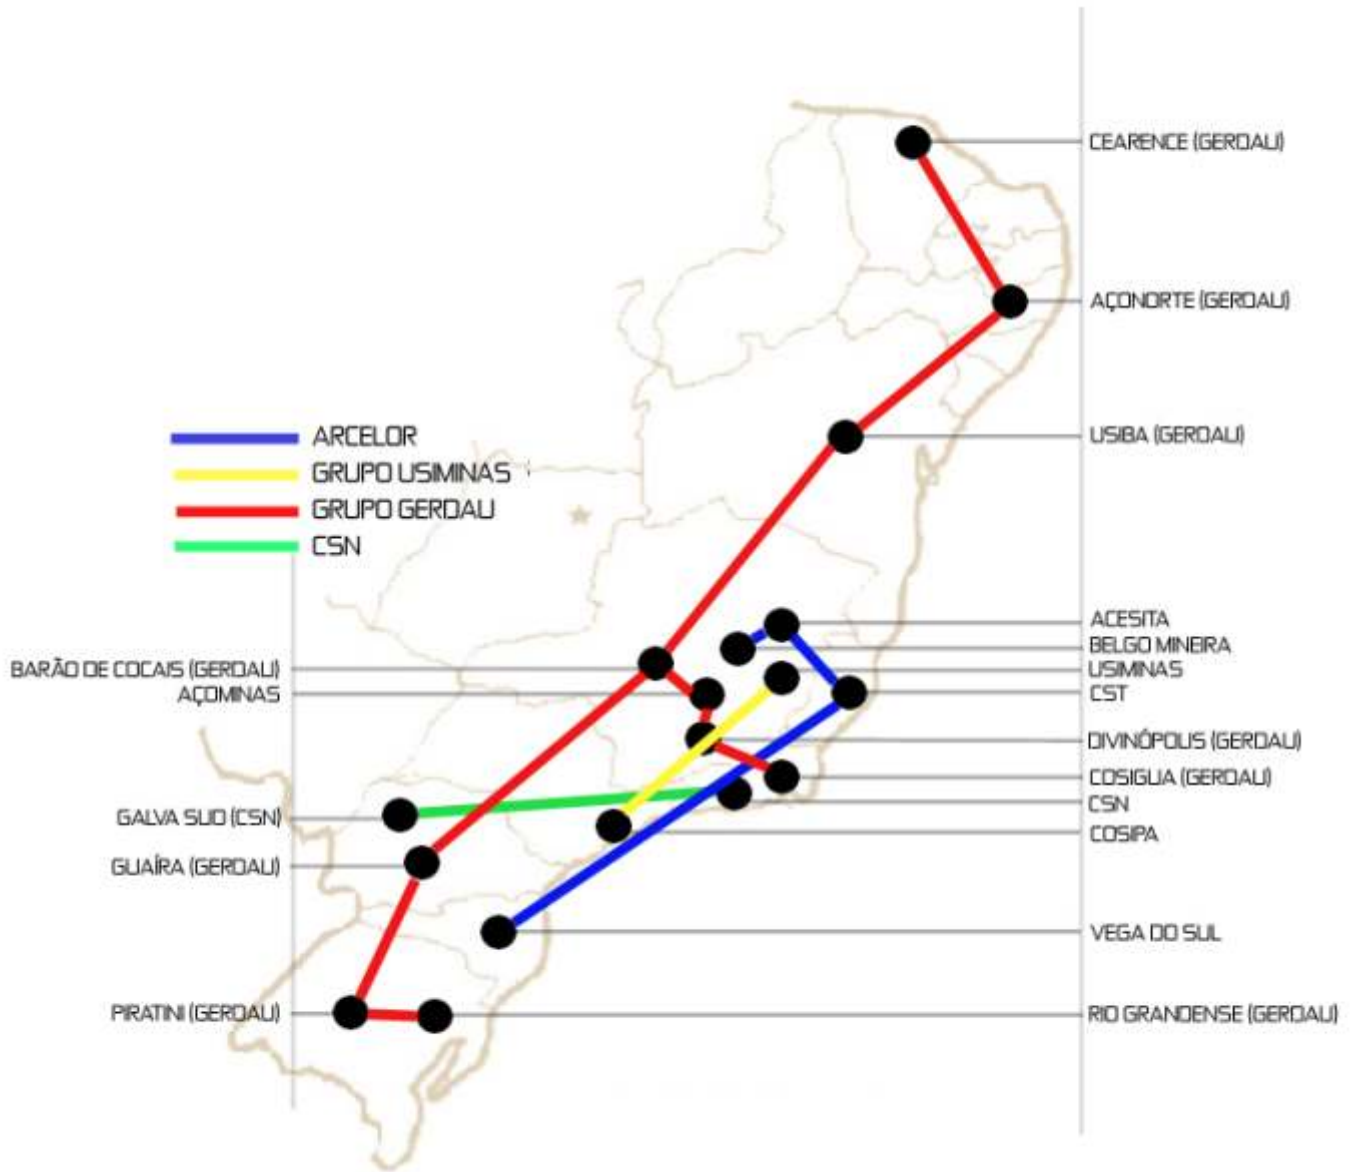 CEARENCE (GERDAU)
AÇONORTE (GERDAU)
USIBA (GERDAU)
ARCELOR
GRUPO USIMINAS
GRUPO GERDAU
CSN
ACESITA
BELGO MINEIRA
USIMINAS
CST
BARÃO DE COCAIS (GERDAU)
AÇOMINAS
DIVINÓPOLIS (GERDAU)
COSIGUA (GERDAU)
CSN
COSIPA
GALVA SUD (CSN)
GUAÍRA (GERDAU)
VEGA DO SUL
PIRATINI (GERDAU)
RIO GRANDENSE (GERDAU)